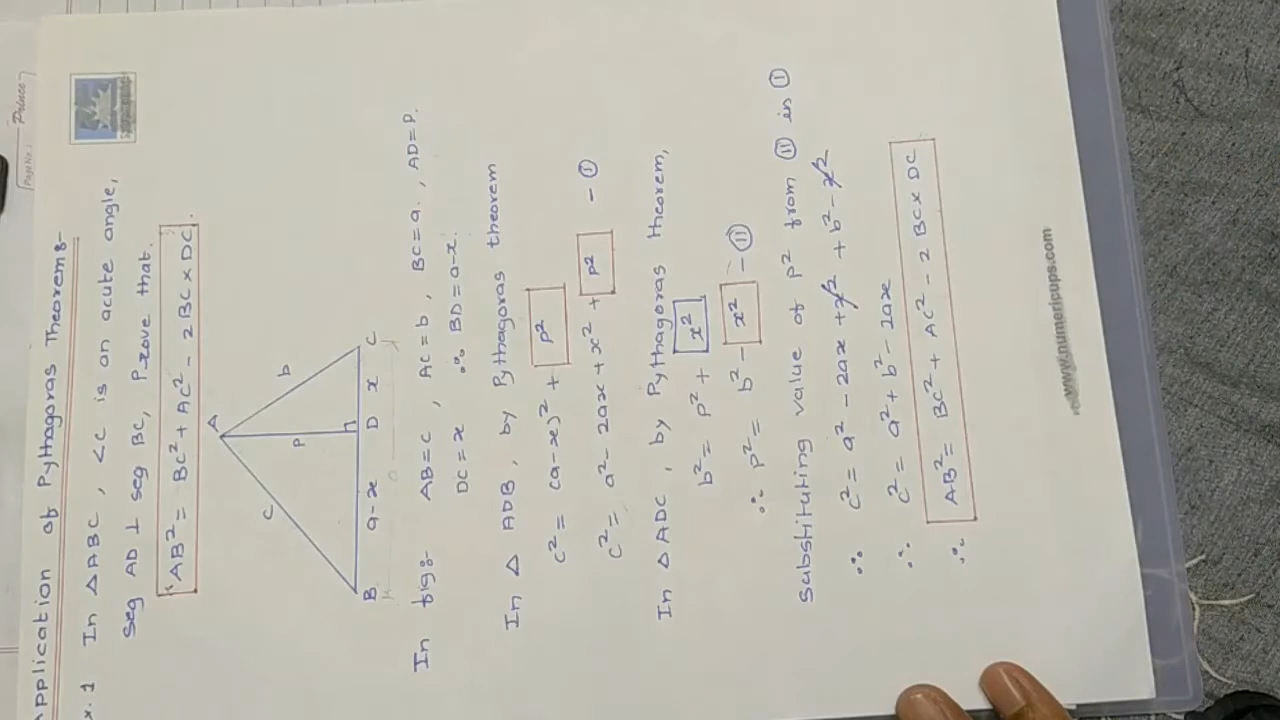 Page No.:
Prince
Application of Pythagoras Theorem:-
x. 1 In △ABC, <C is an acute angle,
seg AD ⊥ seg BC, Prove that.
AB² = BC² + AC² - 2 BC × DC.
A
c
b
P
B
a-x
D
x
C
a
In fig:- AB=c, AC=b, BC=a, AD=P.
DC=x, ∴ BD=a-x.
In △ADB, by Pythagoras theorem
c² = (a-x)² + P²
c² = a² - 2ax + x² + P² - Ⓘ
In △ADC, by Pythagoras theorem,
b² = P² + x²
∴ P² = b² - x² - Ⓘⓘ
Substituting value of P² from Ⓘⓘ in Ⓘ
∴ c² = a² - 2ax + x² + b² - x²
∴ c² = a² + b² - 2ax
∴ AB² = BC² + AC² - 2 BC × DC
www.numericups.com